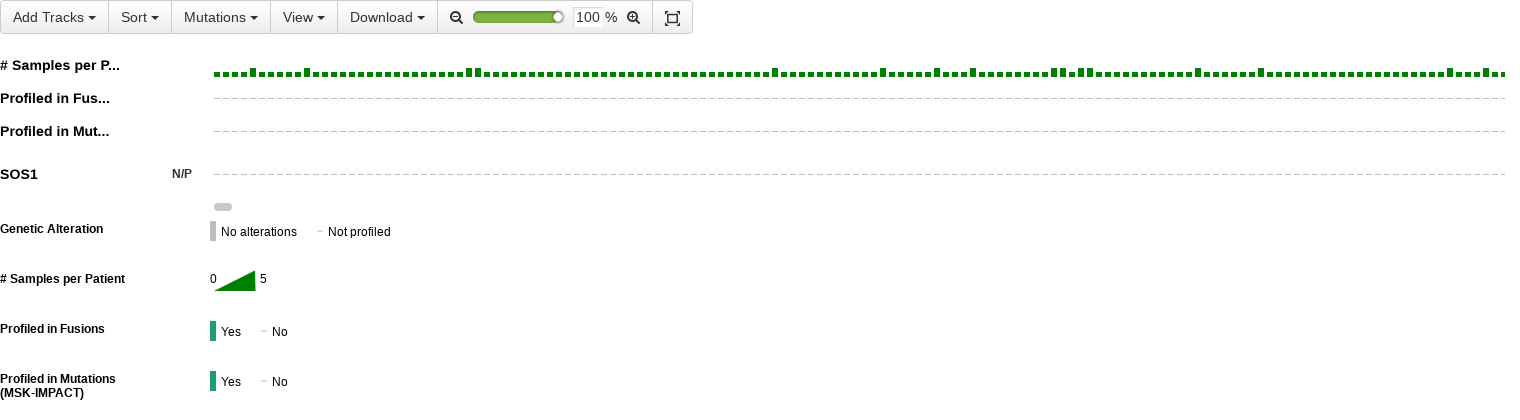 Add Tracks Sort Mutations View Download 100 %
# Samples per P...
Profiled in Fus...
Profiled in Mut...
SOS1 N/P
Genetic Alteration No alterations Not profiled
# Samples per Patient 0 5
Profiled in Fusions Yes No
Profiled in Mutations Yes No
(MSK-IMPACT)